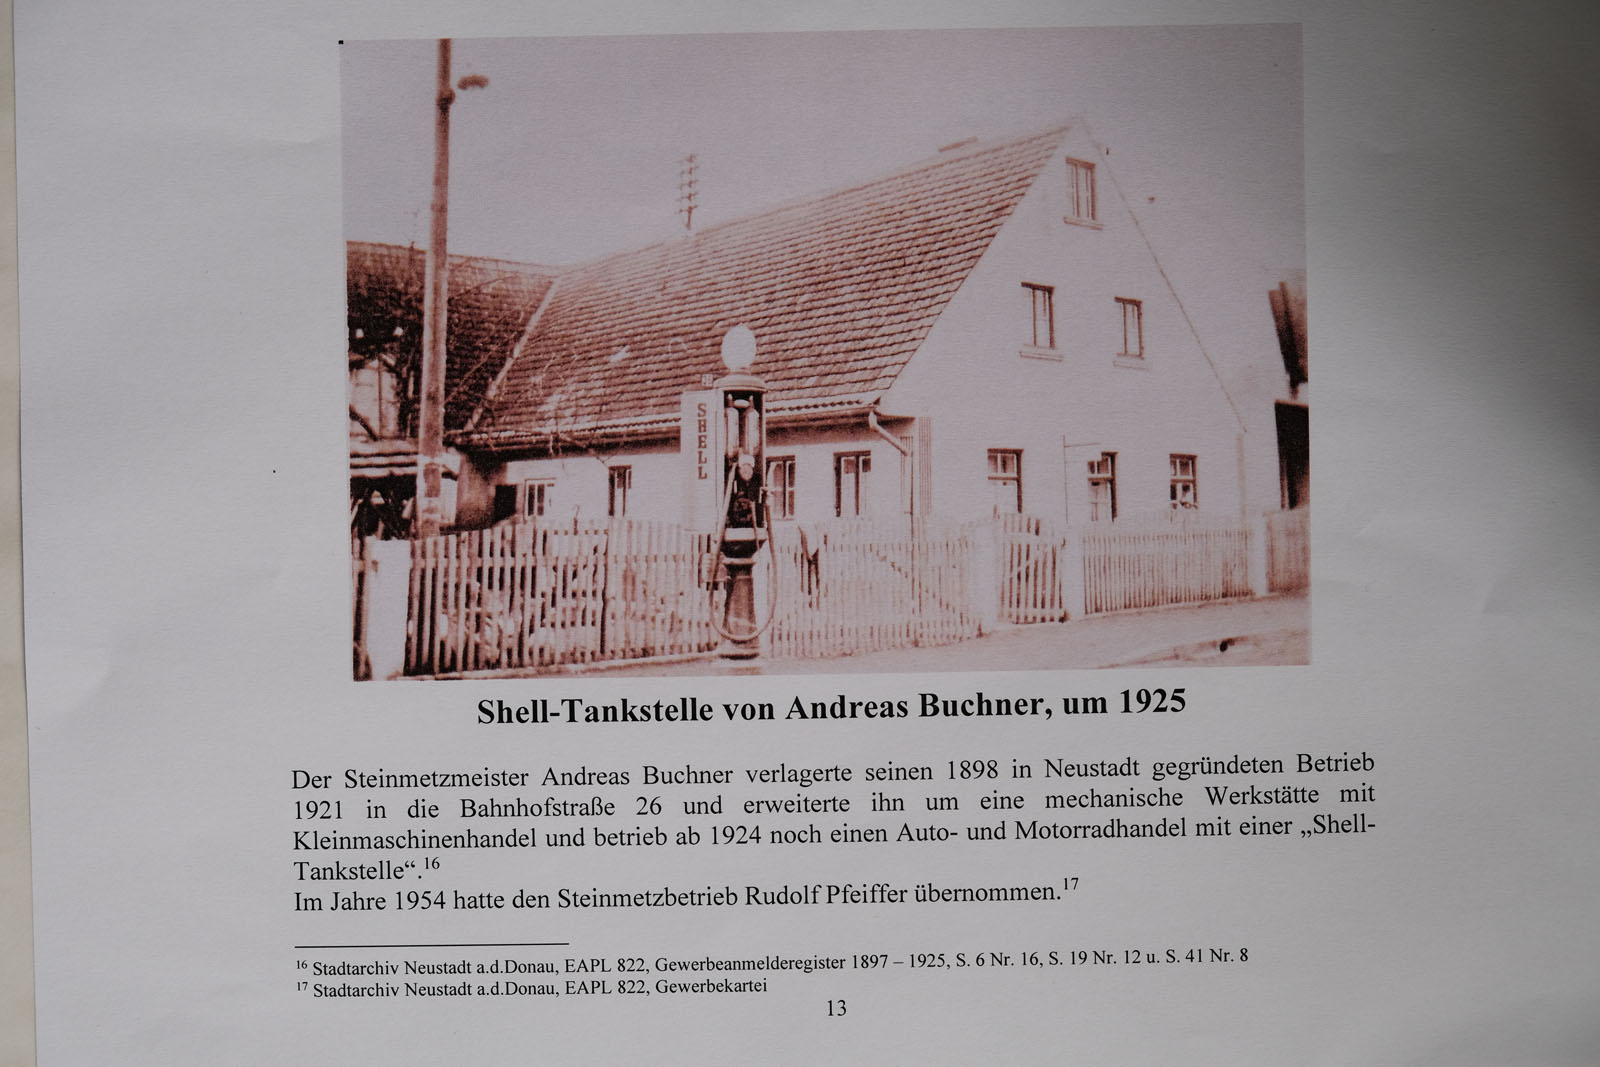 SHELL
Shell-Tankstelle von Andreas Buchner, um 1925
Der Steinmetzmeister Andreas Buchner verlagerte seinen 1898 in Neustadt gegründeten Betrieb
1921 in die Bahnhofstraße 26 und erweiterte ihn um eine mechanische Werkstätte mit
Kleinmaschinenhandel und betrieb ab 1924 noch einen Auto- und Motorradhandel mit einer „Shell-
Tankstelle“.¹⁶
Im Jahre 1954 hatte den Steinmetzbetrieb Rudolf Pfeiffer übernommen.¹⁷
¹⁶ Stadtarchiv Neustadt a.d.Donau, EAPL 822, Gewerbeanmelderegister 1897 – 1925, S. 6 Nr. 16, S. 19 Nr. 12 u. S. 41 Nr. 8
¹⁷ Stadtarchiv Neustadt a.d.Donau, EAPL 822, Gewerbekartei
13